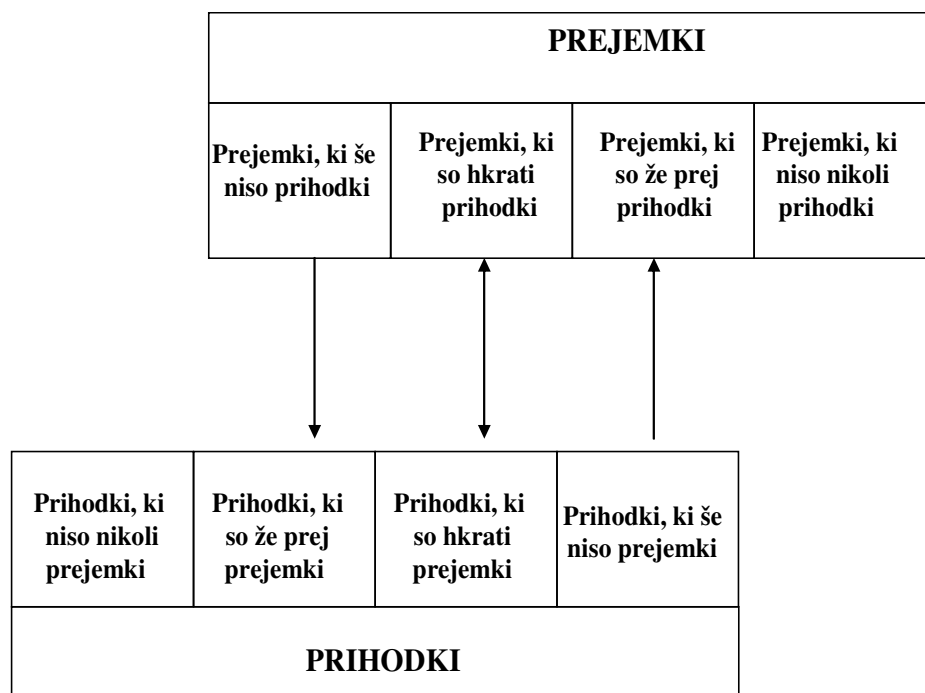 PREJEMKI
Prejemki, ki še
niso prihodki
Prejemki, ki
so hkrati
prihodki
Prejemki, ki
so že prej
prihodki
Prejemki, ki
niso nikoli
prihodki
Prihodki, ki
niso nikoli
prejemki
Prihodki, ki
so že prej
prejemki
Prihodki, ki
so hkrati
prejemki
Prihodki, ki še
niso prejemki
PRIHODKI